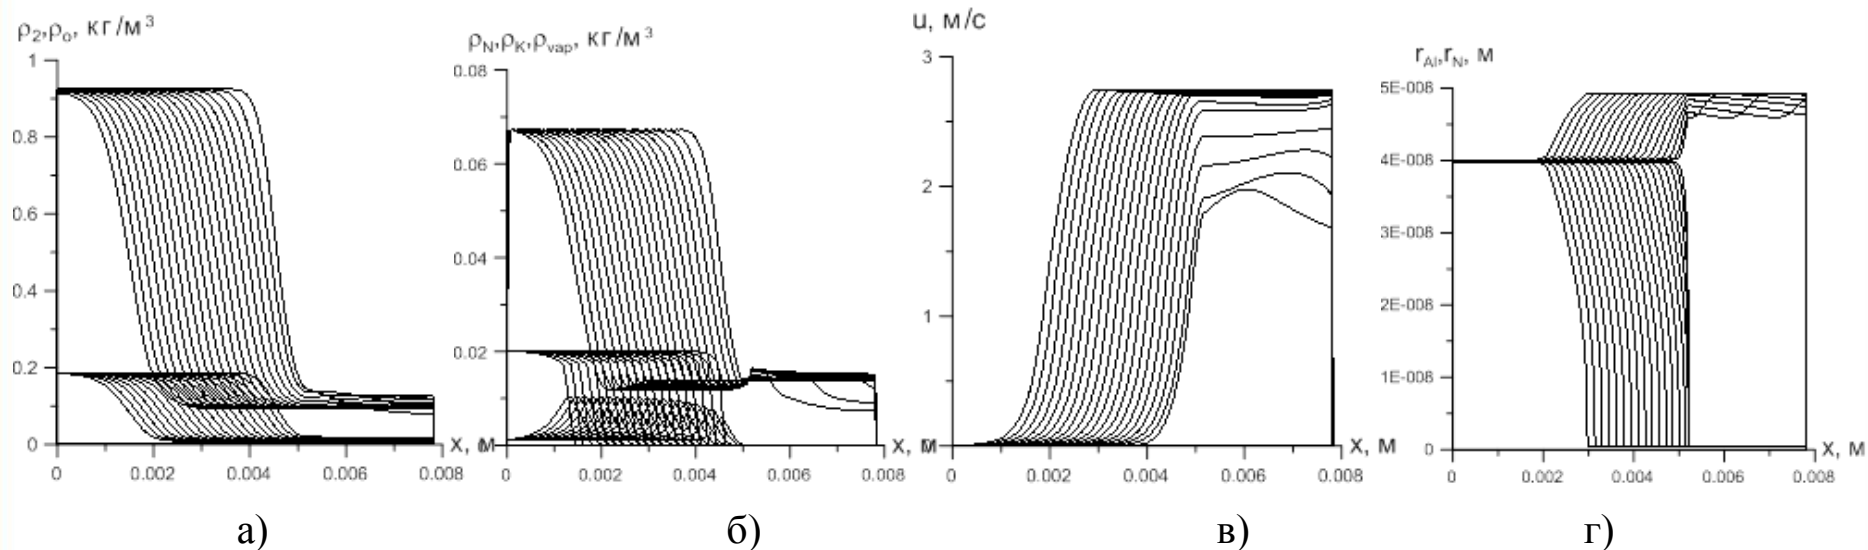 ρ₂,ρₒ, кг/м³
1
0.8
0.6
0.4
0.2
0
0 0.002 0.004 0.006 0.008
х, м
а)
ρN,ρK,ρvap, кг/м³
0.08
0.06
0.04
0.02
0 0.002 0.004 0.006 0.008
х, м
б)
u, м/с
3
2
1
0 0.002 0.004 0.006 0.008
х, м
в)
rAl,rN, м
5E-008
4E-008
3E-008
2E-008
1E-008
0
0 0.002 0.004 0.006 0.008
х, м
г)